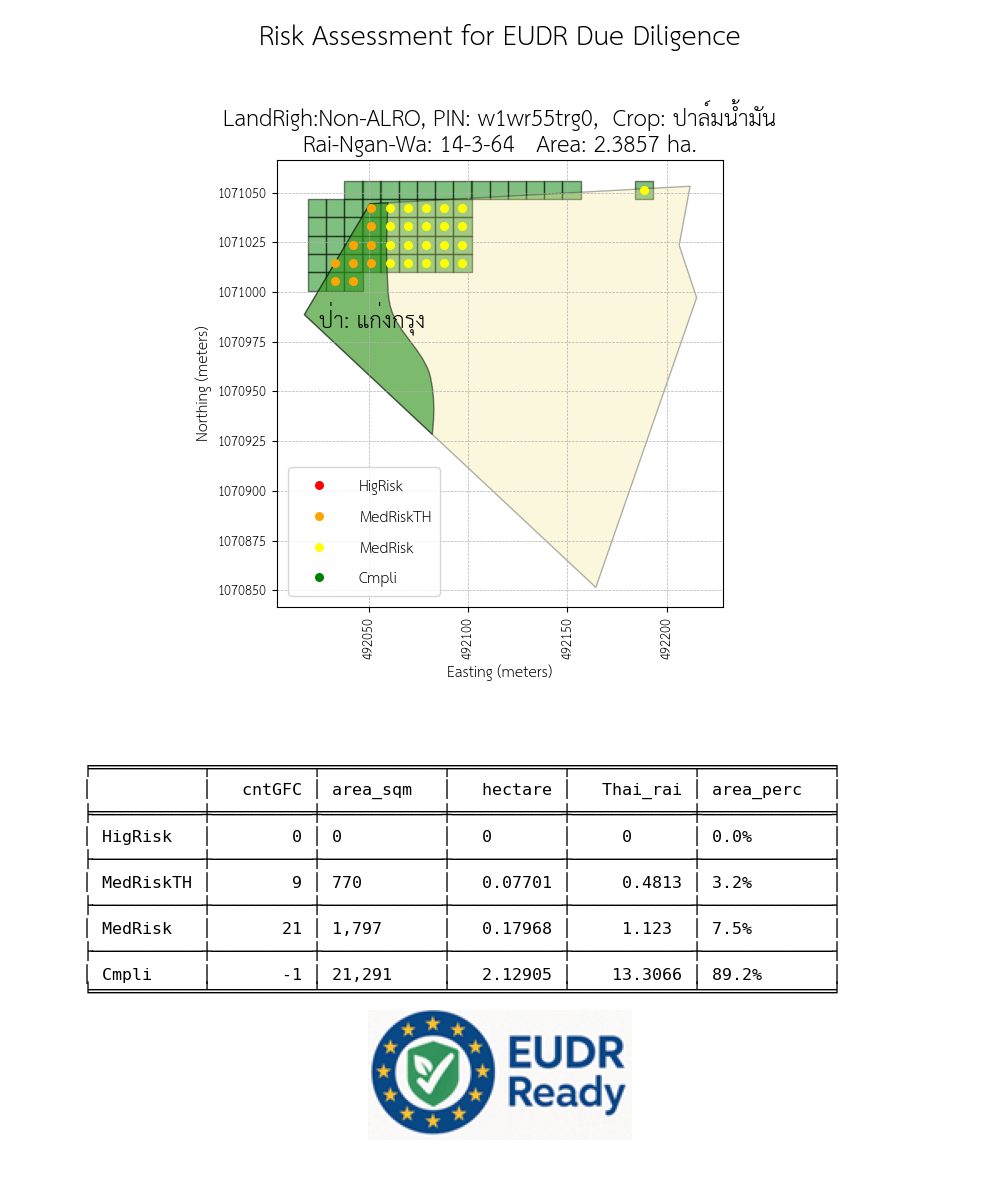 Risk Assessment for EUDR Due Diligence
LandRigh:Non-ALRO, PIN: w1wr55trg0, Crop: ปาล์มน้ำมัน
Rai-Ngan-Wa: 14-3-64 Area: 2.3857 ha.
1071050
1071025
1071000
1070975
1070950
1070925
1070900
1070875
1070850
Northing (meters)
ป่า: แก่งกรุง
HigRisk
MedRiskTH
MedRisk
Cmpli
492050
492100
492150
492200
Easting (meters)
cntGFC area_sqm hectare Thai_rai area_perc
HigRisk 0 0 0 0 0.0%
MedRiskTH 9 770 0.07701 0.4813 3.2%
MedRisk 21 1,797 0.17968 1.123 7.5%
Cmpli -1 21,291 2.12905 13.3066 89.2%
EUDR
Ready